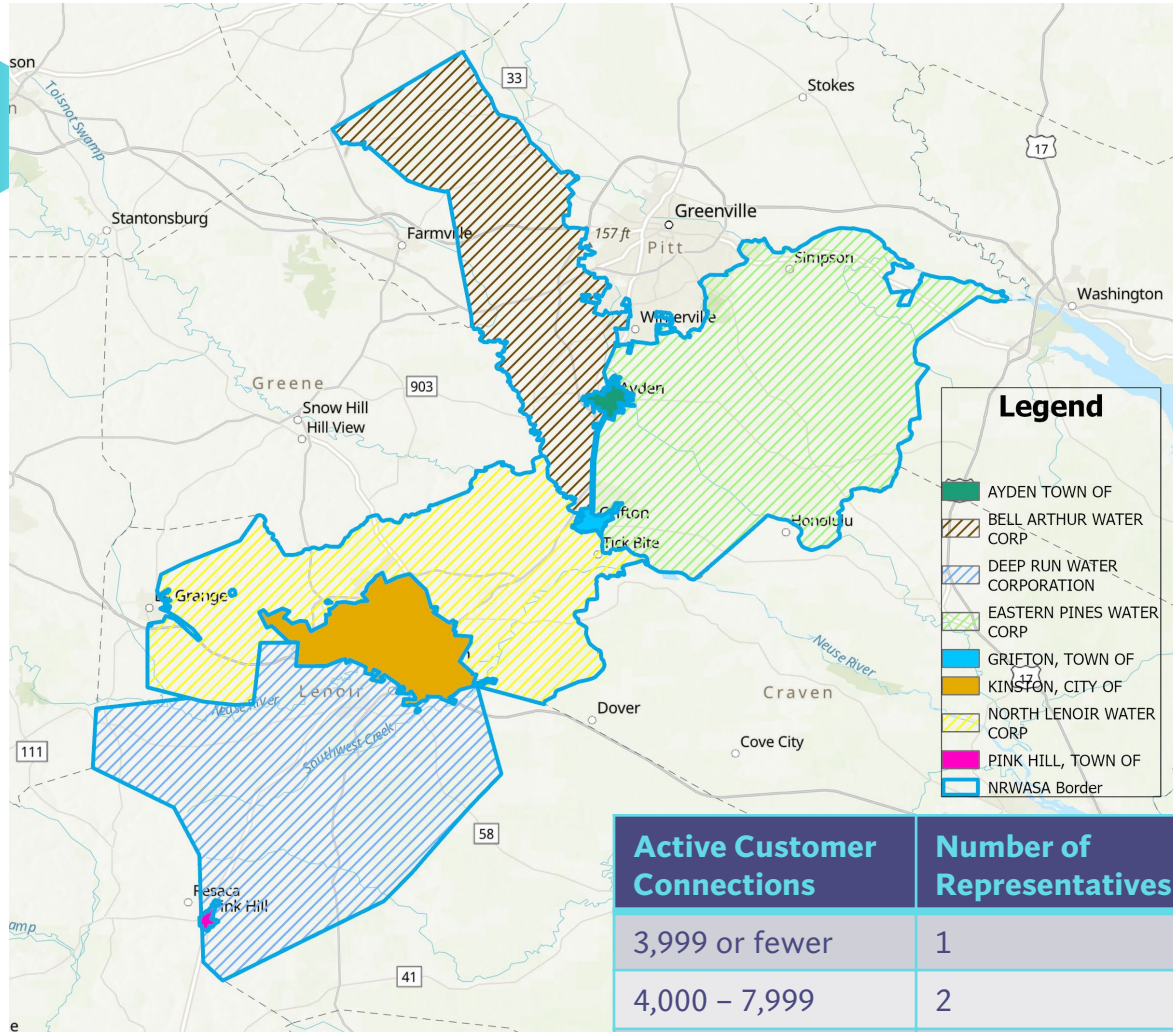 son
n
33
Stokes
17
Toisnot Swamp
Stantonsburg
Greenville
Farmville
157 ft
Pitt
Simpson
Washington
Winterville
Greene
903
Ayden
Snow Hill
Hill View
Legend
AYDEN TOWN OF
BELL ARTHUR WATER
CORP
DEEP RUN WATER
CORPORATION
EASTERN PINES WATER
CORP
GRIFTON, TOWN OF
KINSTON, CITY OF
NORTH LENOIR WATER
CORP
PINK HILL, TOWN OF
NRWASA Border
Grifton
Honolulu
Tick Bite
La Grange
n
Neuse River
17
Lenoir
Craven
Neuse River
Dover
Southwest Creek
Cove City
111
58
Resaca
Pink Hill
amp
41
e
Active Customer
Connections
Number of
Representatives
3,999 or fewer
1
4,000 – 7,999
2